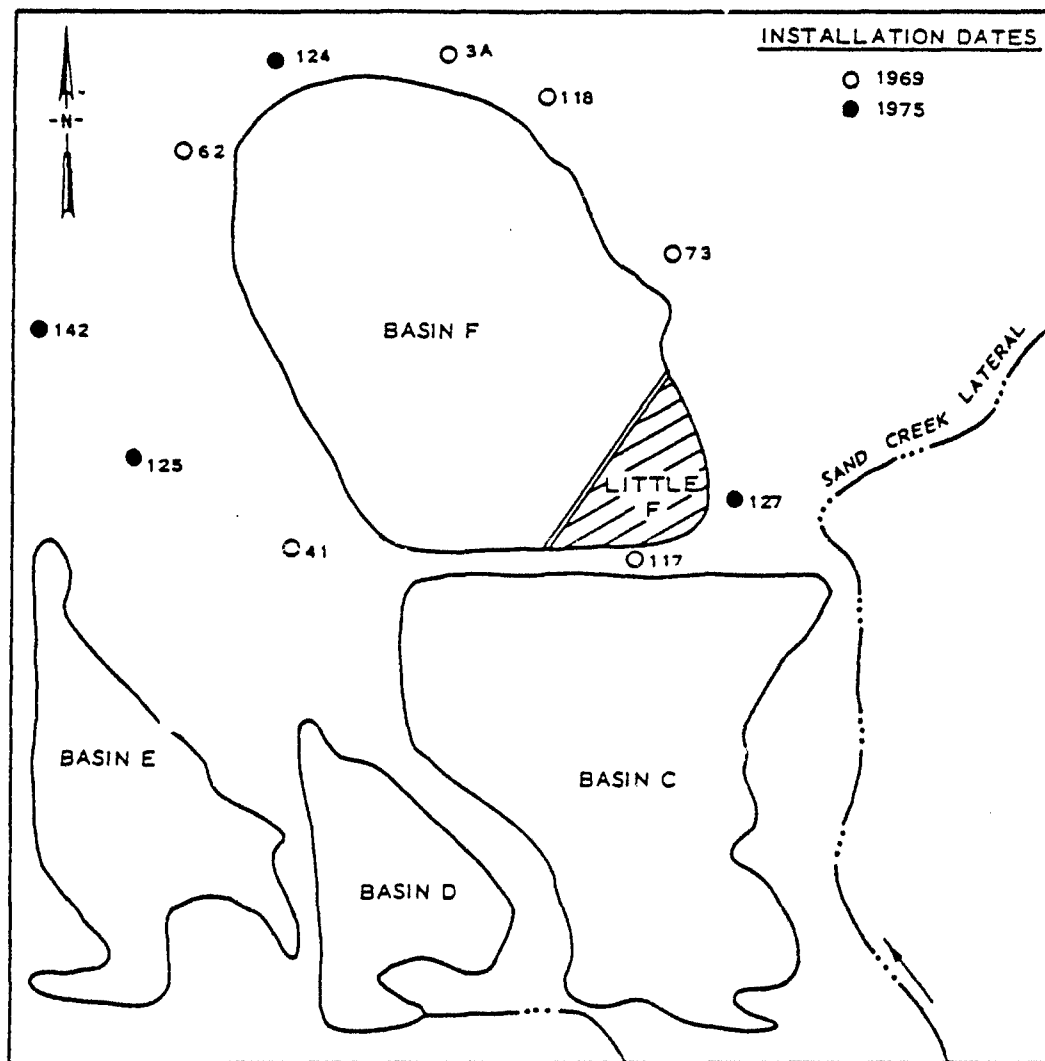 INSTALLATION DATES
1969
1975
124
3A
118
-N-
62
73
142
BASIN F
SAND CREEK LATERAL
125
LITTLE
F
127
41
117
BASIN E
BASIN C
BASIN D